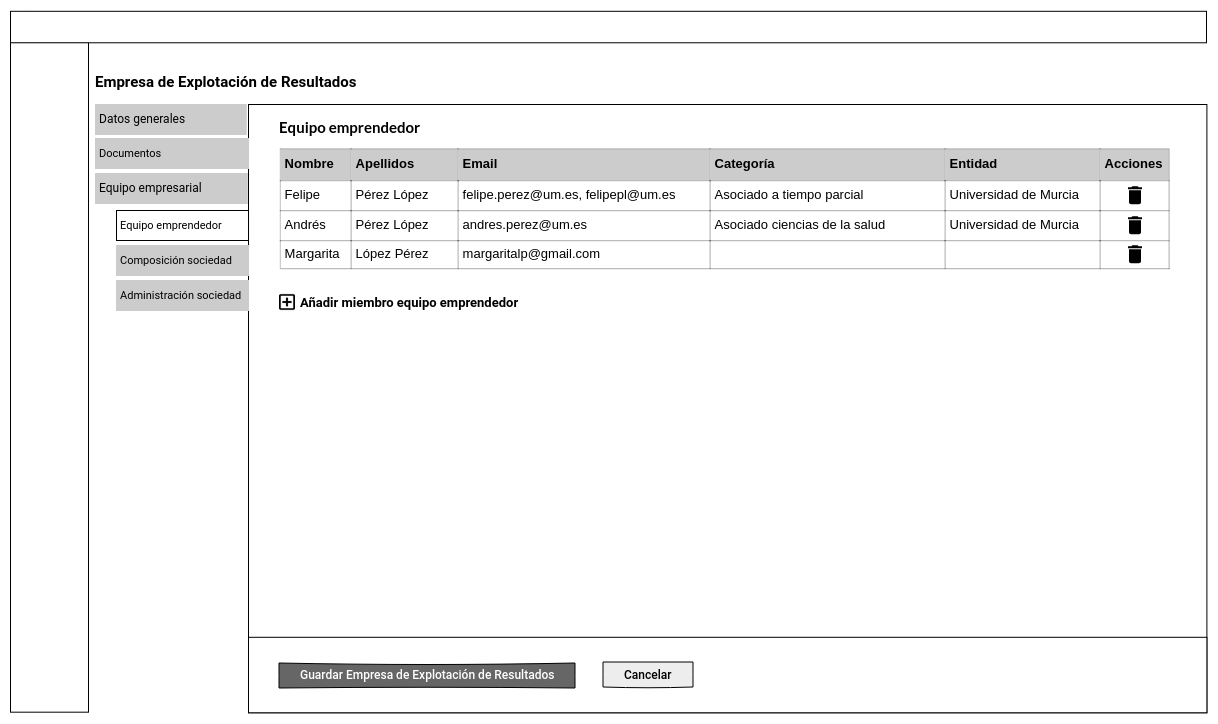 Empresa de Explotación de Resultados
Datos generales
Documentos
Equipo empresarial
Equipo emprendedor
Composición sociedad
Administración sociedad
Equipo emprendedor
Nombre Apellidos Email Categoría Entidad Acciones
Felipe Pérez López felipe.perez@um.es, felipepl@um.es Asociado a tiempo parcial Universidad de Murcia
Andrés Pérez López andres.perez@um.es Asociado ciencias de la salud Universidad de Murcia
Margarita López Pérez margaritalp@gmail.com
Añadir miembro equipo emprendedor
Guardar Empresa de Explotación de Resultados Cancelar